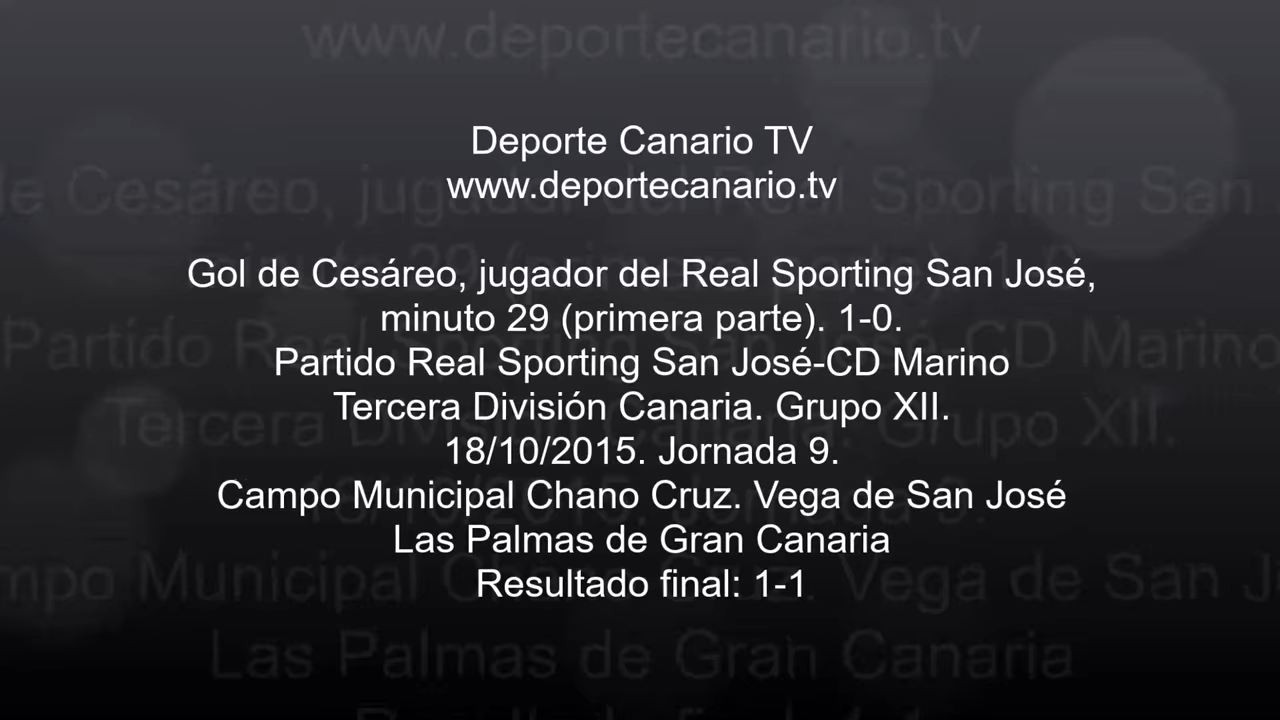 Deporte Canario TV
www.deportecanario.tv
Gol de Cesáreo, jugador del Real Sporting San José,
minuto 29 (primera parte). 1-0.
Partido Real Sporting San José-CD Marino
Tercera División Canaria. Grupo XII.
18/10/2015. Jornada 9.
Campo Municipal Chano Cruz. Vega de San José
Las Palmas de Gran Canaria
Resultado final: 1-1